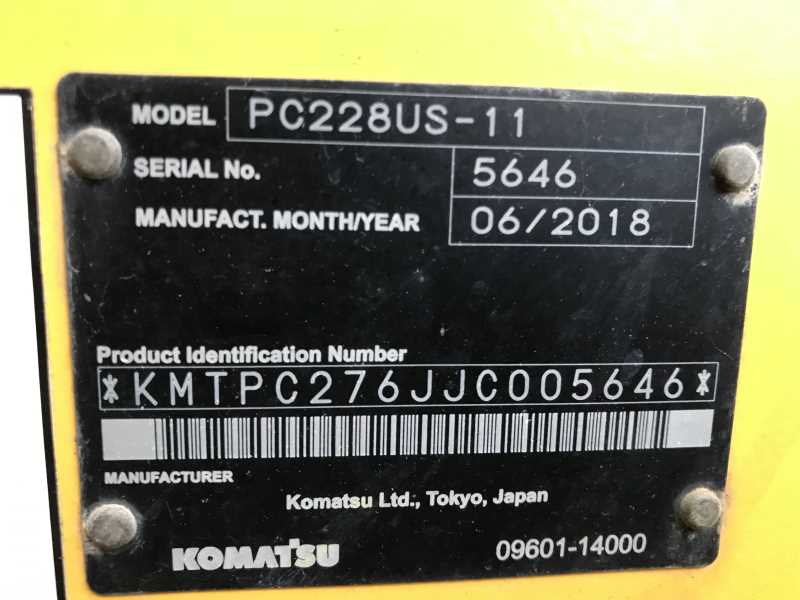 MODEL PC228US-11
SERIAL No. 5646
MANUFACT. MONTH/YEAR 06/2018
Product Identification Number
*KMTPC276JJC005646*
MANUFACTURER
Komatsu Ltd., Tokyo, Japan
KOMATSU 09601-14000